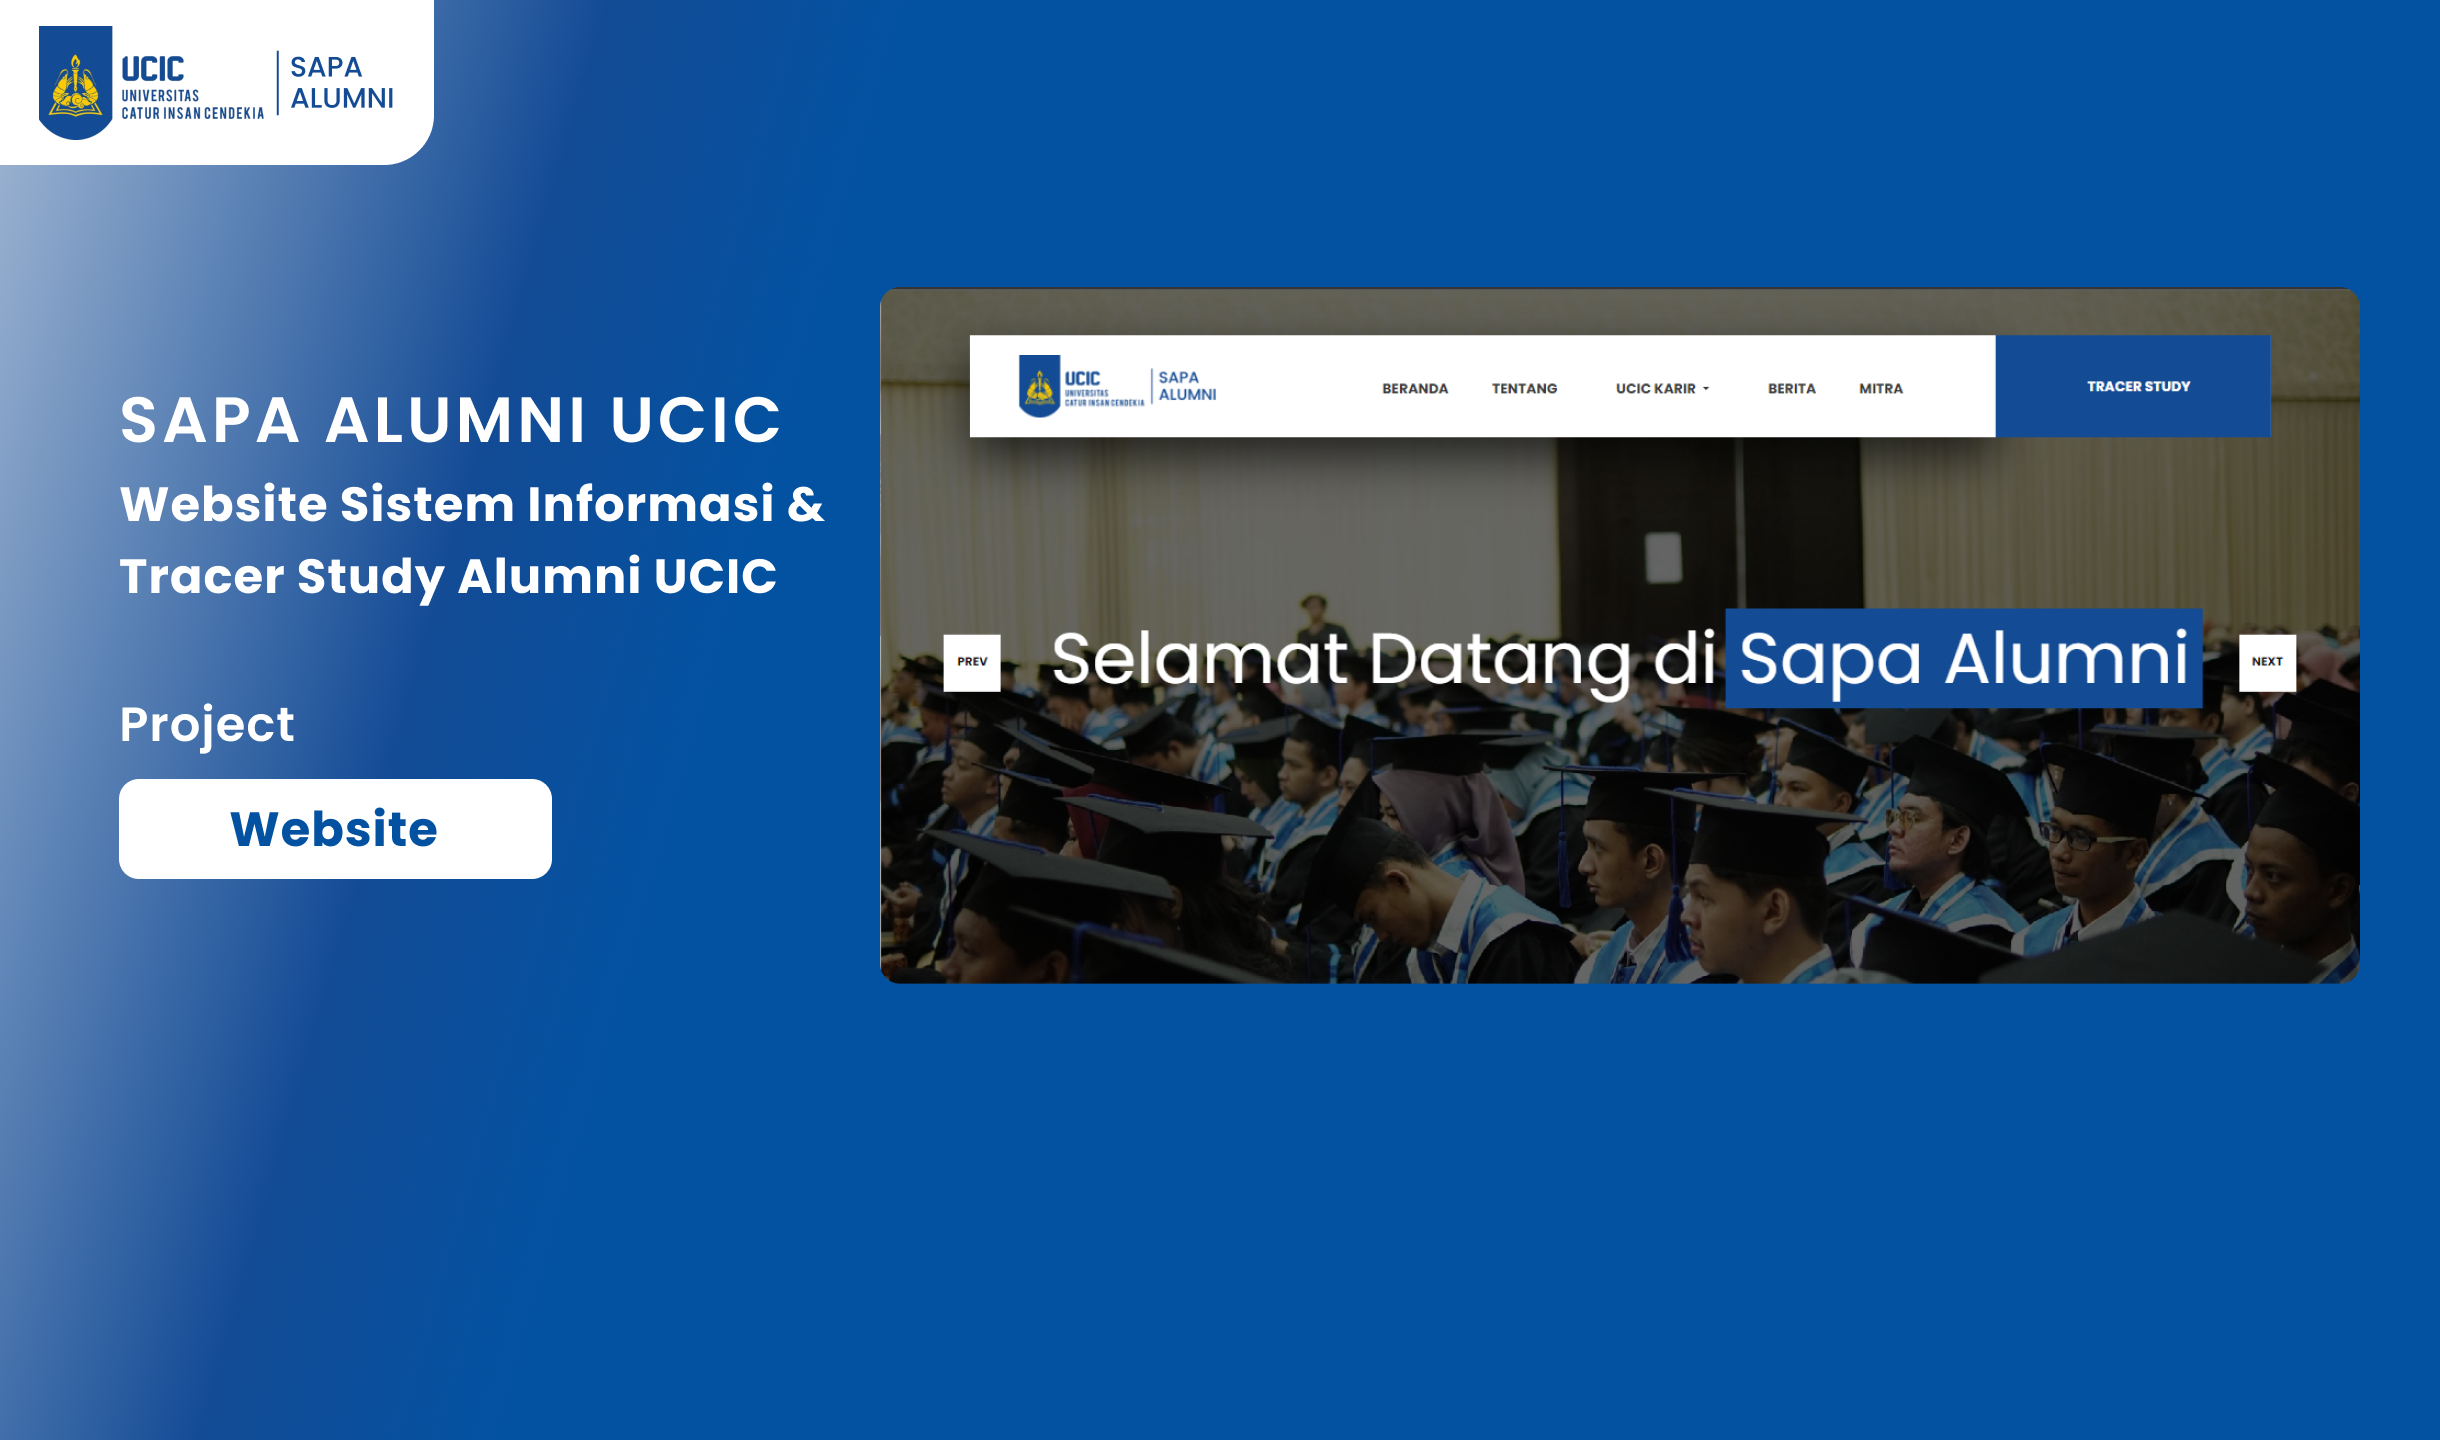 UCIC
UNIVERSITAS
CATUR INSAN CENDEKIA
SAPA
ALUMNI
SAPA ALUMNI UCIC
Website Sistem Informasi &
Tracer Study Alumni UCIC
Project
Website
UCIC
UNIVERSITAS
CATUR INSAN CENDEKIA
SAPA
ALUMNI
BERANDA TENTANG UCIC KARIR BERITA MITRA TRACER STUDY
PREV
Selamat Datang di Sapa Alumni
NEXT